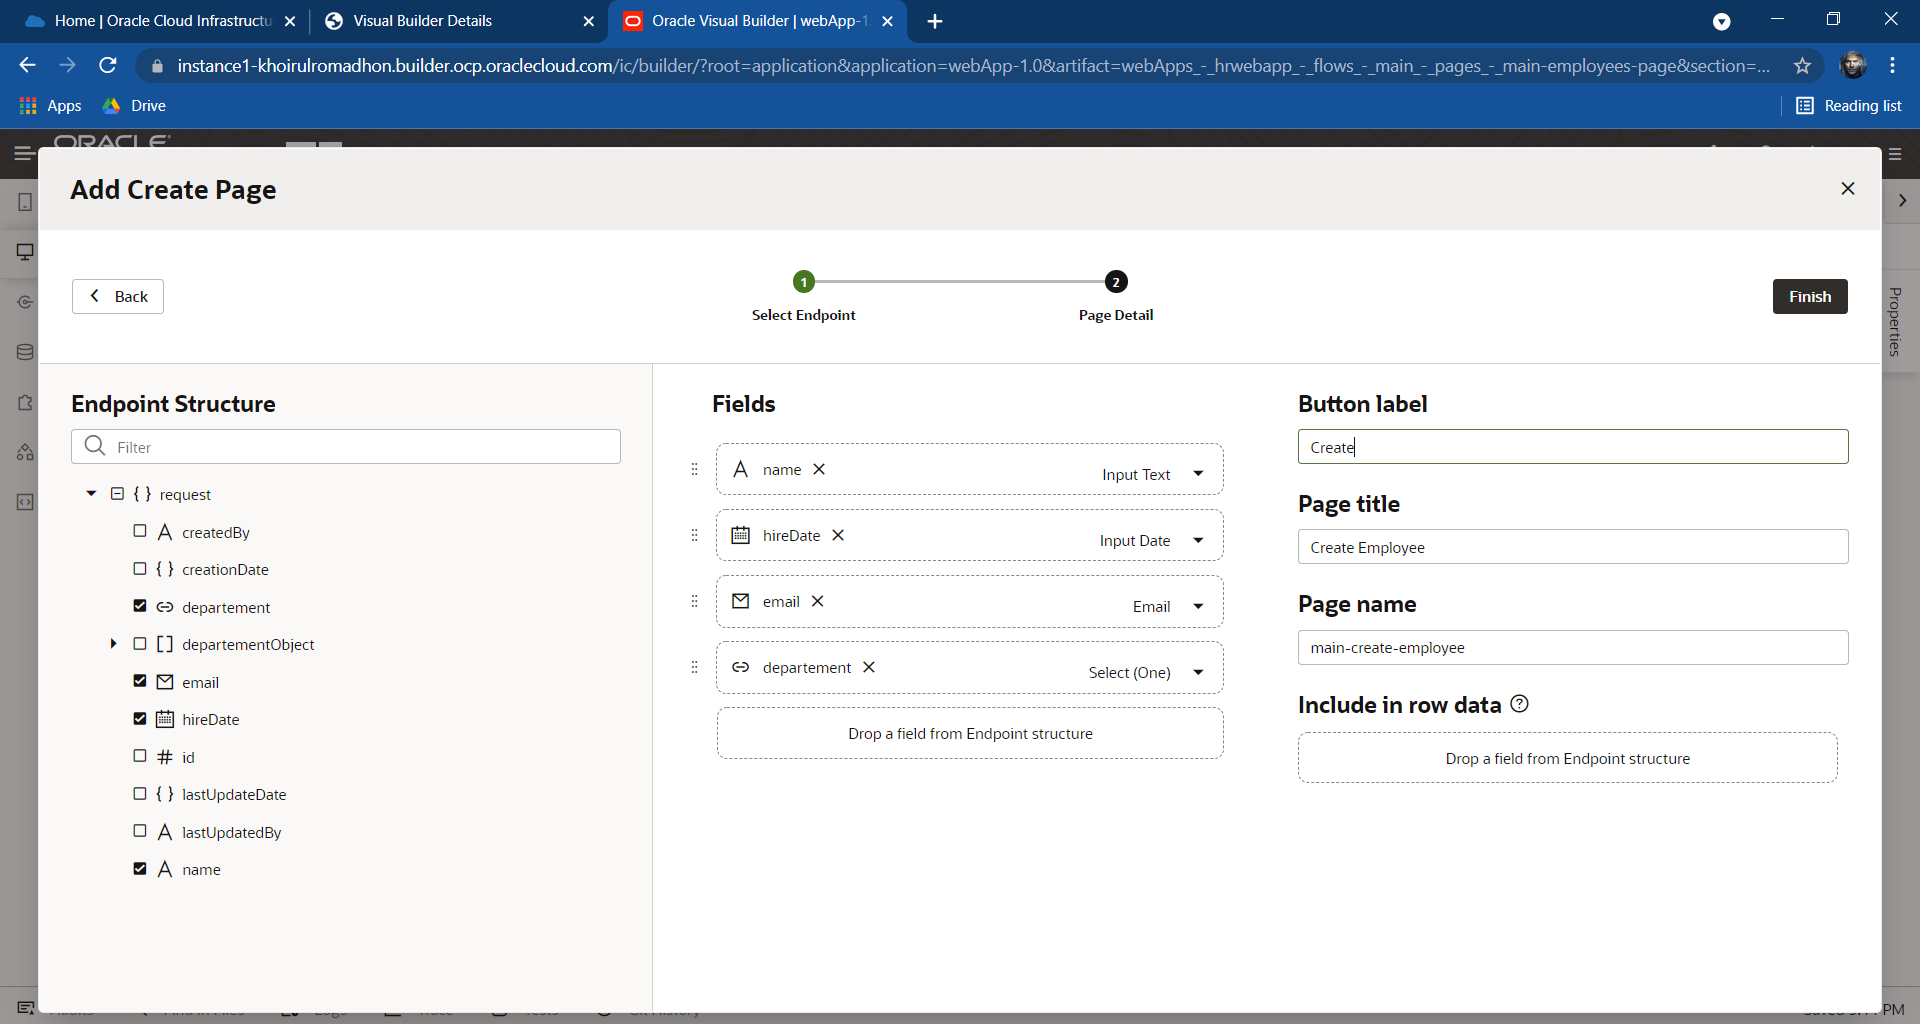 Home | Oracle Cloud Infrastructu
Visual Builder Details
Oracle Visual Builder | webApp-1.
instance1-khoirulromadhon.builder.ocp.oraclecloud.com/ic/builder/?root=application&application=webApp-1.0&artifact=webApps_-_hrwebapp_-_flows_-_main_-_pages_-_main-employees-page&section=...
Apps
Drive
Reading list
ORACLE
Add Create Page
Back
1
2
Select Endpoint
Page Detail
Finish
Properties
Endpoint Structure
Filter
request
createdBy
creationDate
departement
departementObject
email
hireDate
id
lastUpdateDate
lastUpdatedBy
name
Fields
name
Input Text
hireDate
Input Date
email
Email
departement
Select (One)
Drop a field from Endpoint structure
Button label
Create
Page title
Create Employee
Page name
main-create-employee
Include in row data
Drop a field from Endpoint structure
PM